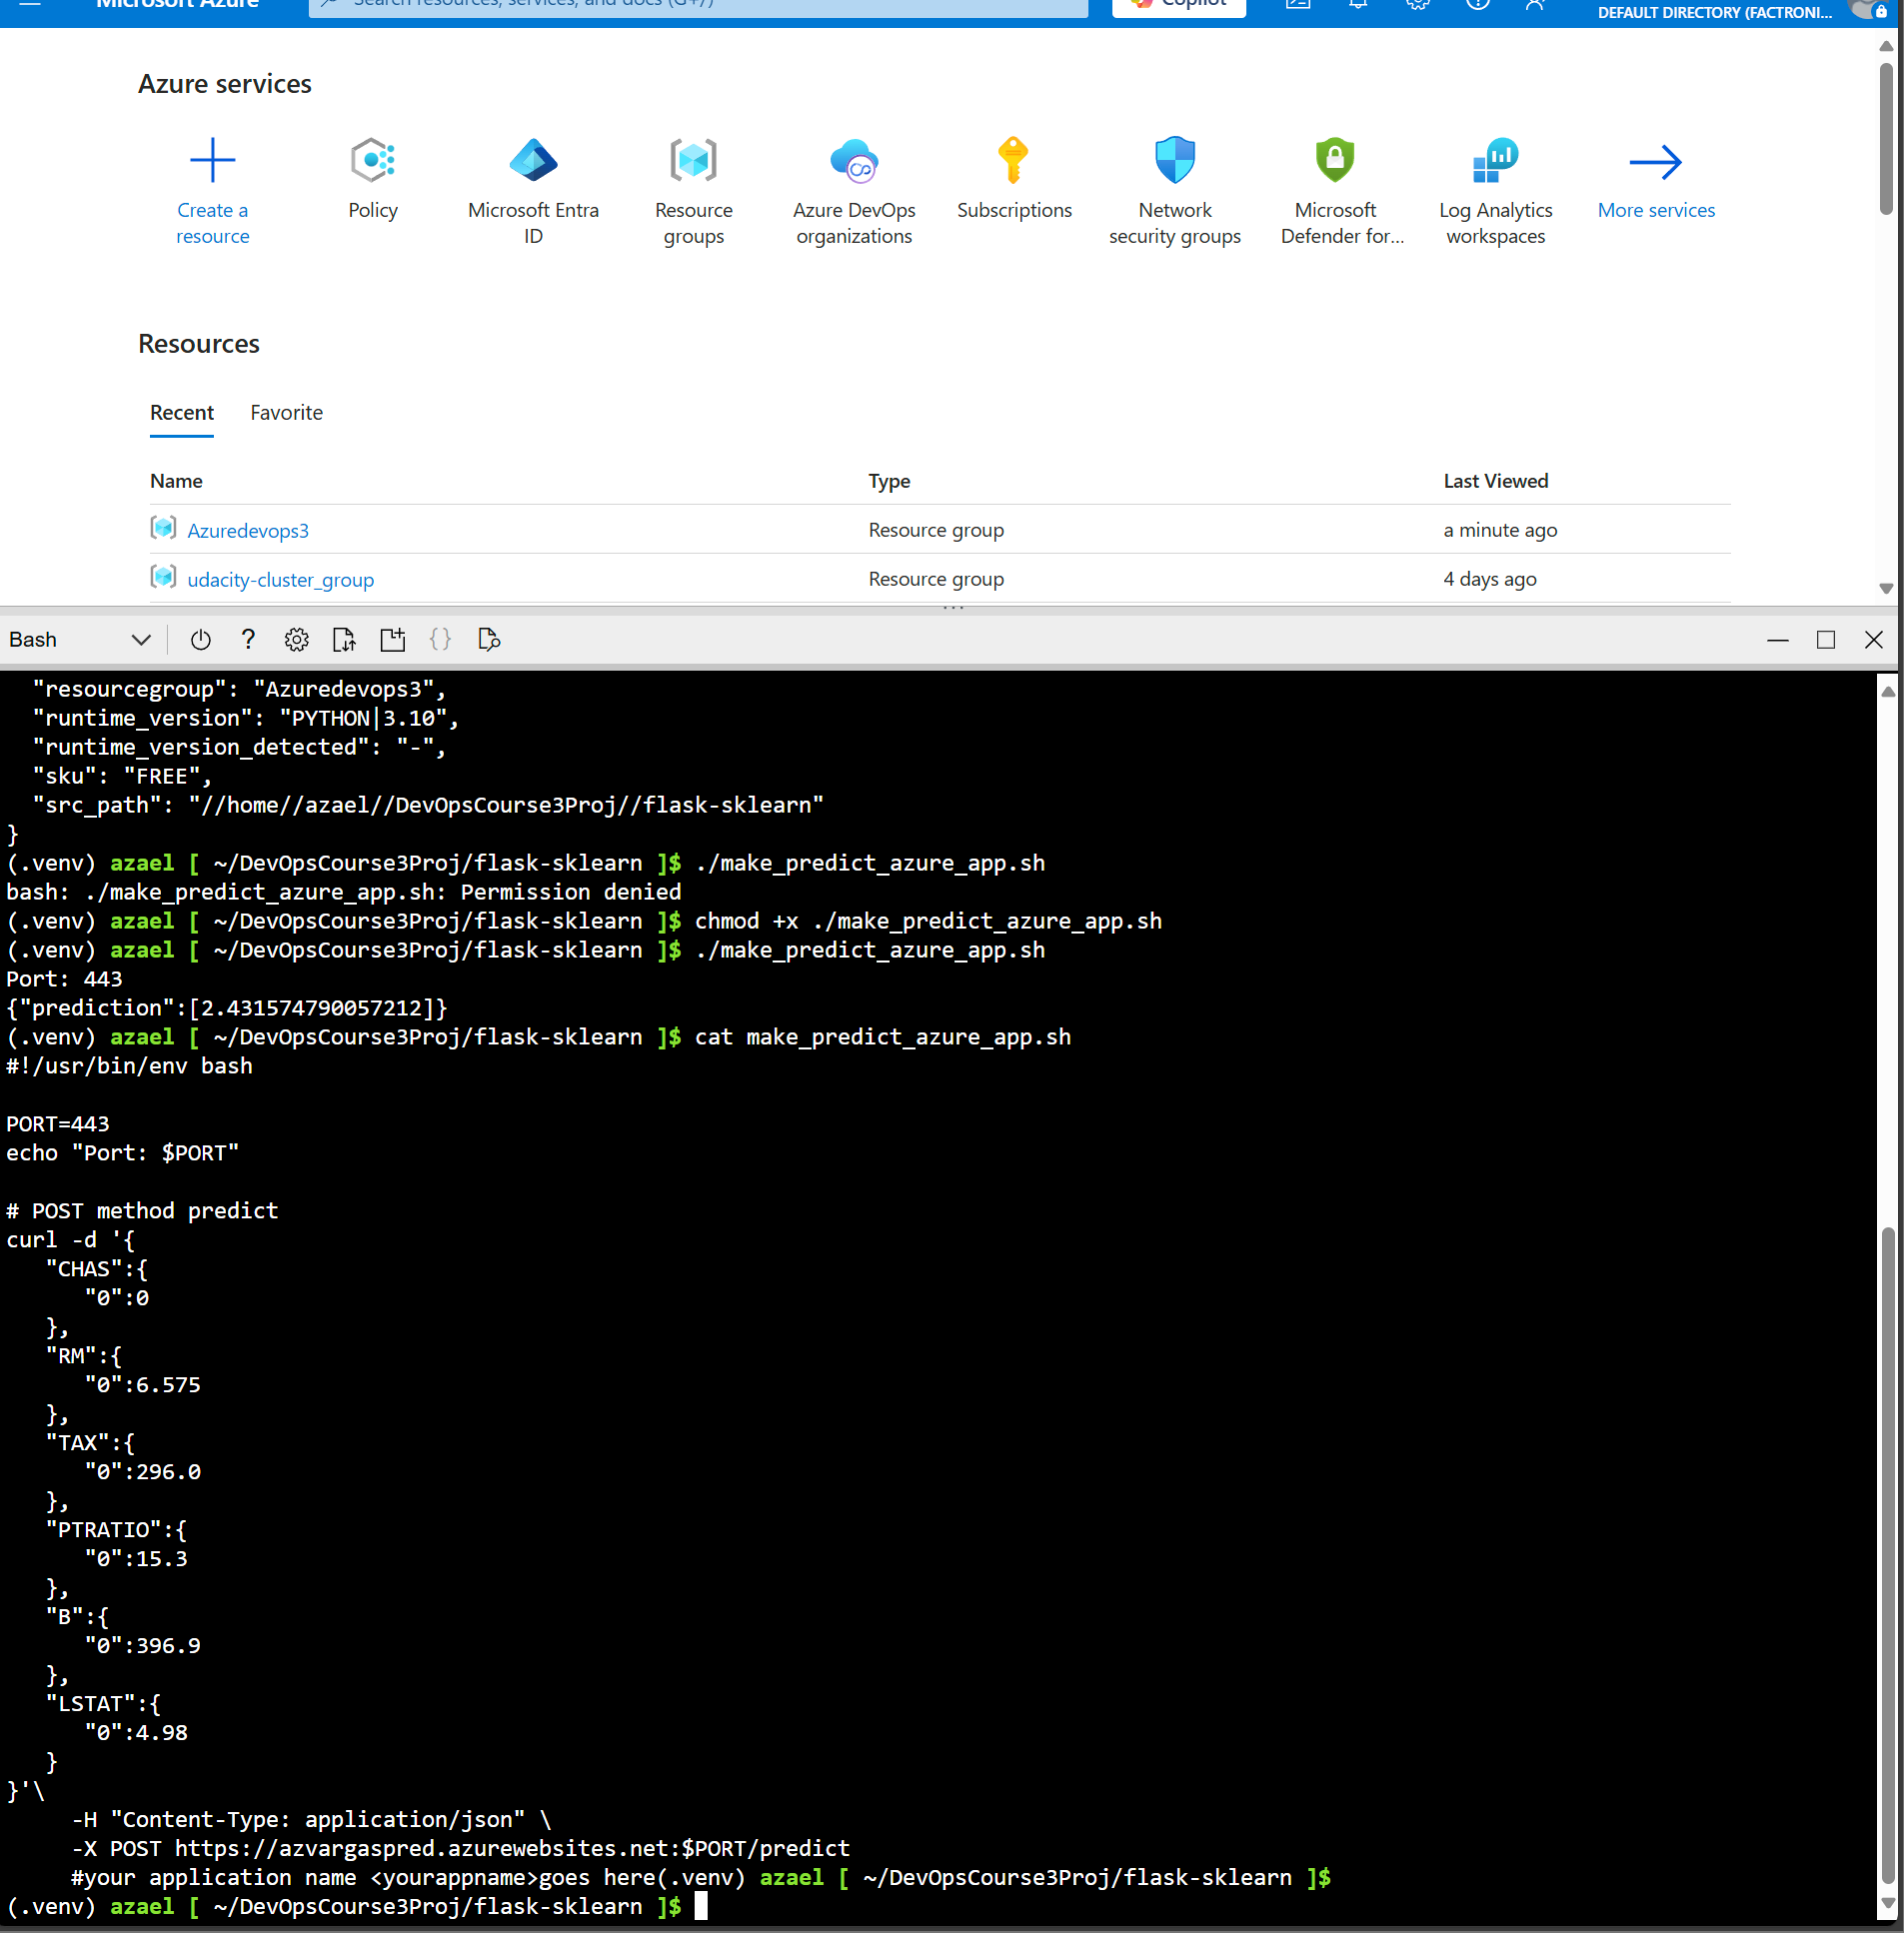 Microsoft Azure
Search resources, services, and docs (G+/)
Copilot
DEFAULT DIRECTORY (FACTRONI...
Azure services
Create a resource
Policy
Microsoft Entra ID
Resource groups
Azure DevOps organizations
Subscriptions
Network security groups
Microsoft Defender for...
Log Analytics workspaces
More services
Resources
Recent Favorite
Name Type Last Viewed
Azuredevops3 Resource group a minute ago
udacity-cluster_group Resource group 4 days ago
Bash
"resourcegroup": "Azuredevops3",
"runtime_version": "PYTHON|3.10",
"runtime_version_detected": "-",
"sku": "FREE",
"src_path": "//home//azael//DevOpsCourse3Proj//flask-sklearn"
}
(.venv) azael [ ~/DevOpsCourse3Proj/flask-sklearn ]$ ./make_predict_azure_app.sh
bash: ./make_predict_azure_app.sh: Permission denied
(.venv) azael [ ~/DevOpsCourse3Proj/flask-sklearn ]$ chmod +x ./make_predict_azure_app.sh
(.venv) azael [ ~/DevOpsCourse3Proj/flask-sklearn ]$ ./make_predict_azure_app.sh
Port: 443
{"prediction":[2.431574790057212]}
(.venv) azael [ ~/DevOpsCourse3Proj/flask-sklearn ]$ cat make_predict_azure_app.sh
#!/usr/bin/env bash
PORT=443
echo "Port: $PORT"
# POST method predict
curl -d '{
"CHAS":{
"0":0
},
"RM":{
"0":6.575
},
"TAX":{
"0":296.0
},
"PTRATIO":{
"0":15.3
},
"B":{
"0":396.9
},
"LSTAT":{
"0":4.98
}
}'\
-H "Content-Type: application/json" \
-X POST https://azvargaspred.azurewebsites.net:$PORT/predict
#your application name <yourappname>goes here(.venv) azael [ ~/DevOpsCourse3Proj/flask-sklearn ]$
(.venv) azael [ ~/DevOpsCourse3Proj/flask-sklearn ]$